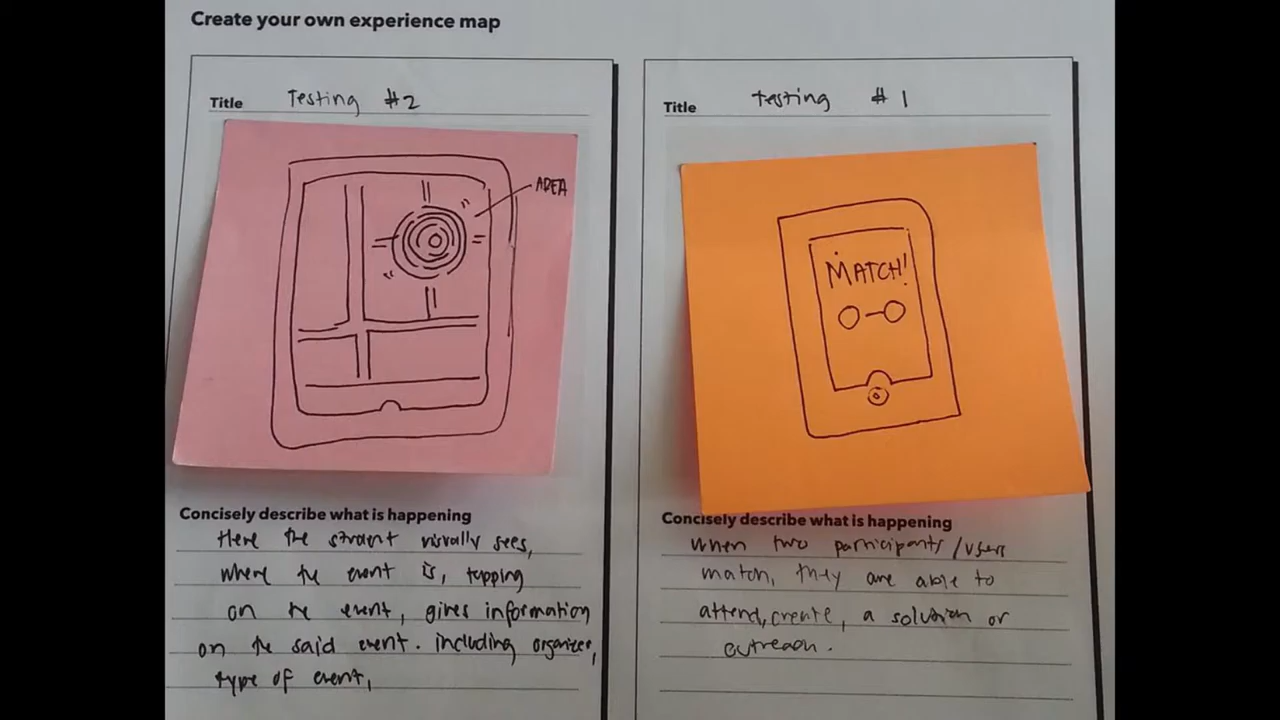 Create your own experience map
Title Testing #2
AREA
Concisely describe what is happening
Here the student visually sees,
where the event is, tapping
on the event, gives information
on the said event. including organizer,
type of event,
Title Testing #1
MATCH!
Concisely describe what is happening
When two participants/users
match, they are able to
attend, create, a solution or
outreach.